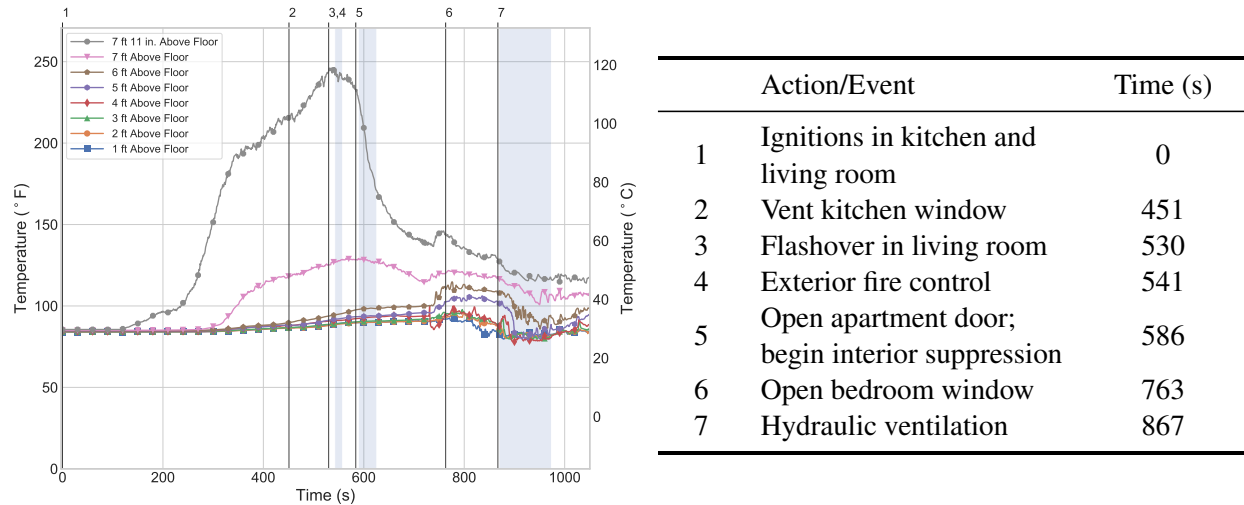 1 2 3,4 5 6 7
7 ft 11 in. Above Floor
7 ft Above Floor
6 ft Above Floor
5 ft Above Floor
4 ft Above Floor
3 ft Above Floor
2 ft Above Floor
1 ft Above Floor
250
200
150
100
50
0
Temperature (°F)
120
100
80
60
40
20
0
Temperature (°C)
0 200 400 600 800 1000
Time (s)
Action/Event Time (s)
1 Ignitions in kitchen and living room 0
2 Vent kitchen window 451
3 Flashover in living room 530
4 Exterior fire control 541
5 Open apartment door; begin interior suppression 586
6 Open bedroom window 763
7 Hydraulic ventilation 867